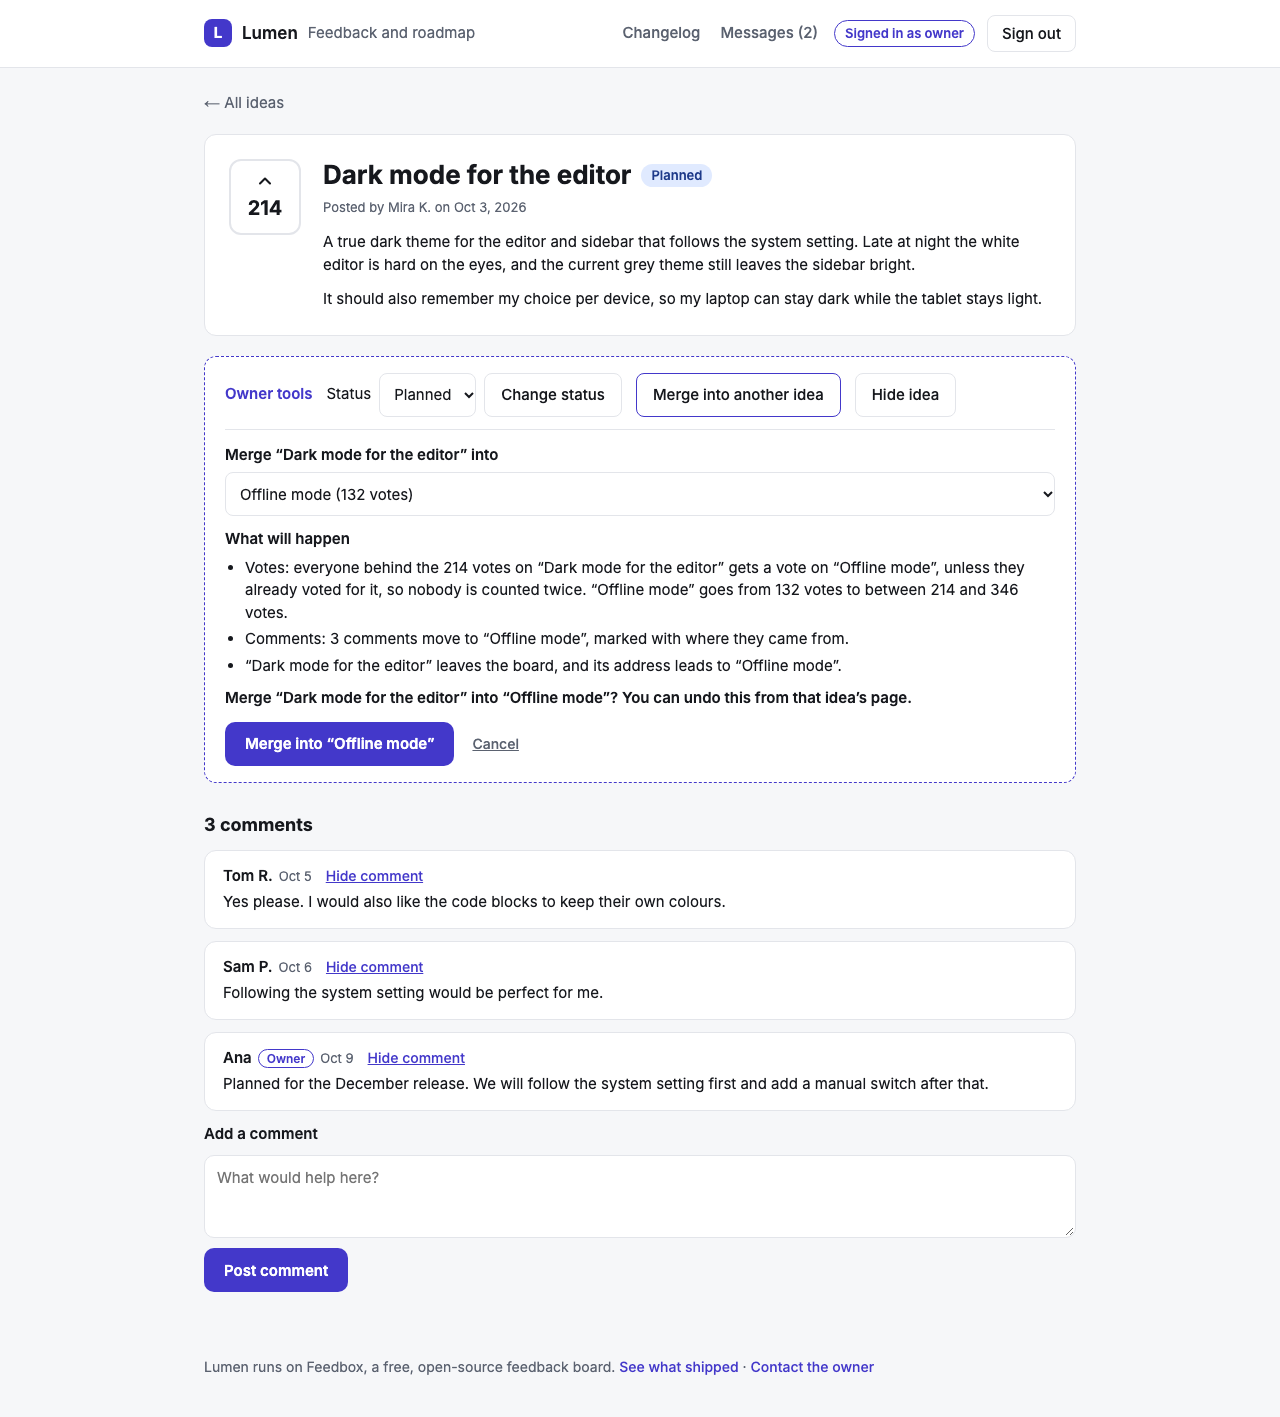 L Lumen Feedback and roadmap Changelog Messages (2) Signed in as owner Sign out
← All ideas
214
Dark mode for the editor Planned
Posted by Mira K. on Oct 3, 2026
A true dark theme for the editor and sidebar that follows the system setting. Late at night the white
editor is hard on the eyes, and the current grey theme still leaves the sidebar bright.
It should also remember my choice per device, so my laptop can stay dark while the tablet stays light.
Owner tools Status Planned Change status Merge into another idea Hide idea
Merge “Dark mode for the editor” into
Offline mode (132 votes)
What will happen
• Votes: everyone behind the 214 votes on “Dark mode for the editor” gets a vote on “Offline mode”, unless they
already voted for it, so nobody is counted twice. “Offline mode” goes from 132 votes to between 214 and 346
votes.
• Comments: 3 comments move to “Offline mode”, marked with where they came from.
• “Dark mode for the editor” leaves the board, and its address leads to “Offline mode”.
Merge “Dark mode for the editor” into “Offline mode”? You can undo this from that idea’s page.
Merge into “Offline mode” Cancel
3 comments
Tom R. Oct 5 Hide comment
Yes please. I would also like the code blocks to keep their own colours.
Sam P. Oct 6 Hide comment
Following the system setting would be perfect for me.
Ana Owner Oct 9 Hide comment
Planned for the December release. We will follow the system setting first and add a manual switch after that.
Add a comment
What would help here?
Post comment
Lumen runs on Feedbox, a free, open-source feedback board. See what shipped · Contact the owner